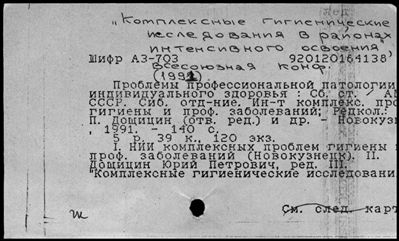 „Комплексные гигиенические
исследования в районах
интенсивного освоения"
Шифр А3-703 920120164138
Всесоюзная конф.
(1991)
Проблемы профессиональной патологии
индивидуального здоровья : Сб. ст. / А
СССР. Сиб. отд-ние. Ин-т комплекс. про
гигиены и проф. заболеваний; Редкол.:
П. Дощицин (отв. ред.) и др. - Новокузн
, 1991. - 140 с.
5 р. 39 к. 120 экз.
I. НИИ комплексных проблем гигиены и
проф. заболеваний (Новокузнецк). II.
Дощицин Юрий Петрович, ред. III.
"Комплексные гигиенические исследовани
См. след. карт